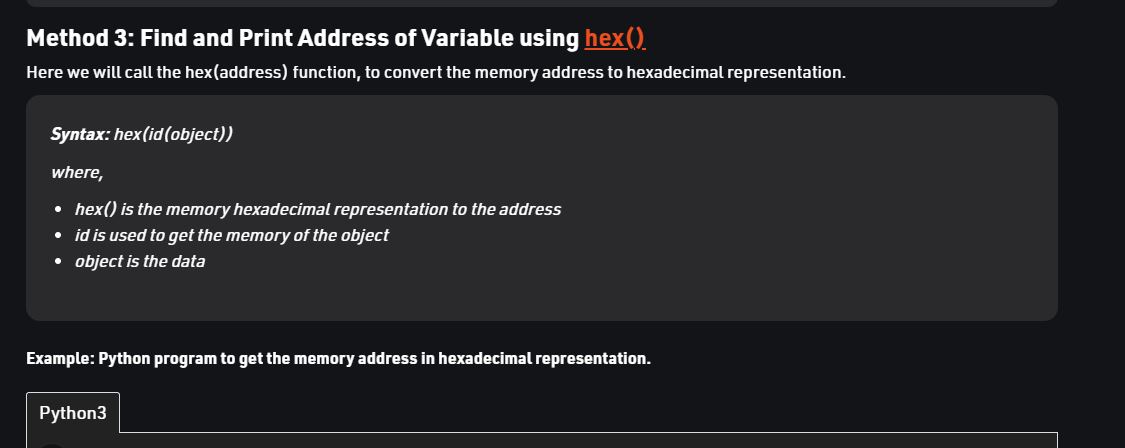 Method 3: Find and Print Address of Variable using hex()
Here we will call the hex(address) function, to convert the memory address to hexadecimal representation.
Syntax: hex(id(object))
where,
• hex() is the memory hexadecimal representation to the address
• id is used to get the memory of the object
• object is the data
Example: Python program to get the memory address in hexadecimal representation.
Python3